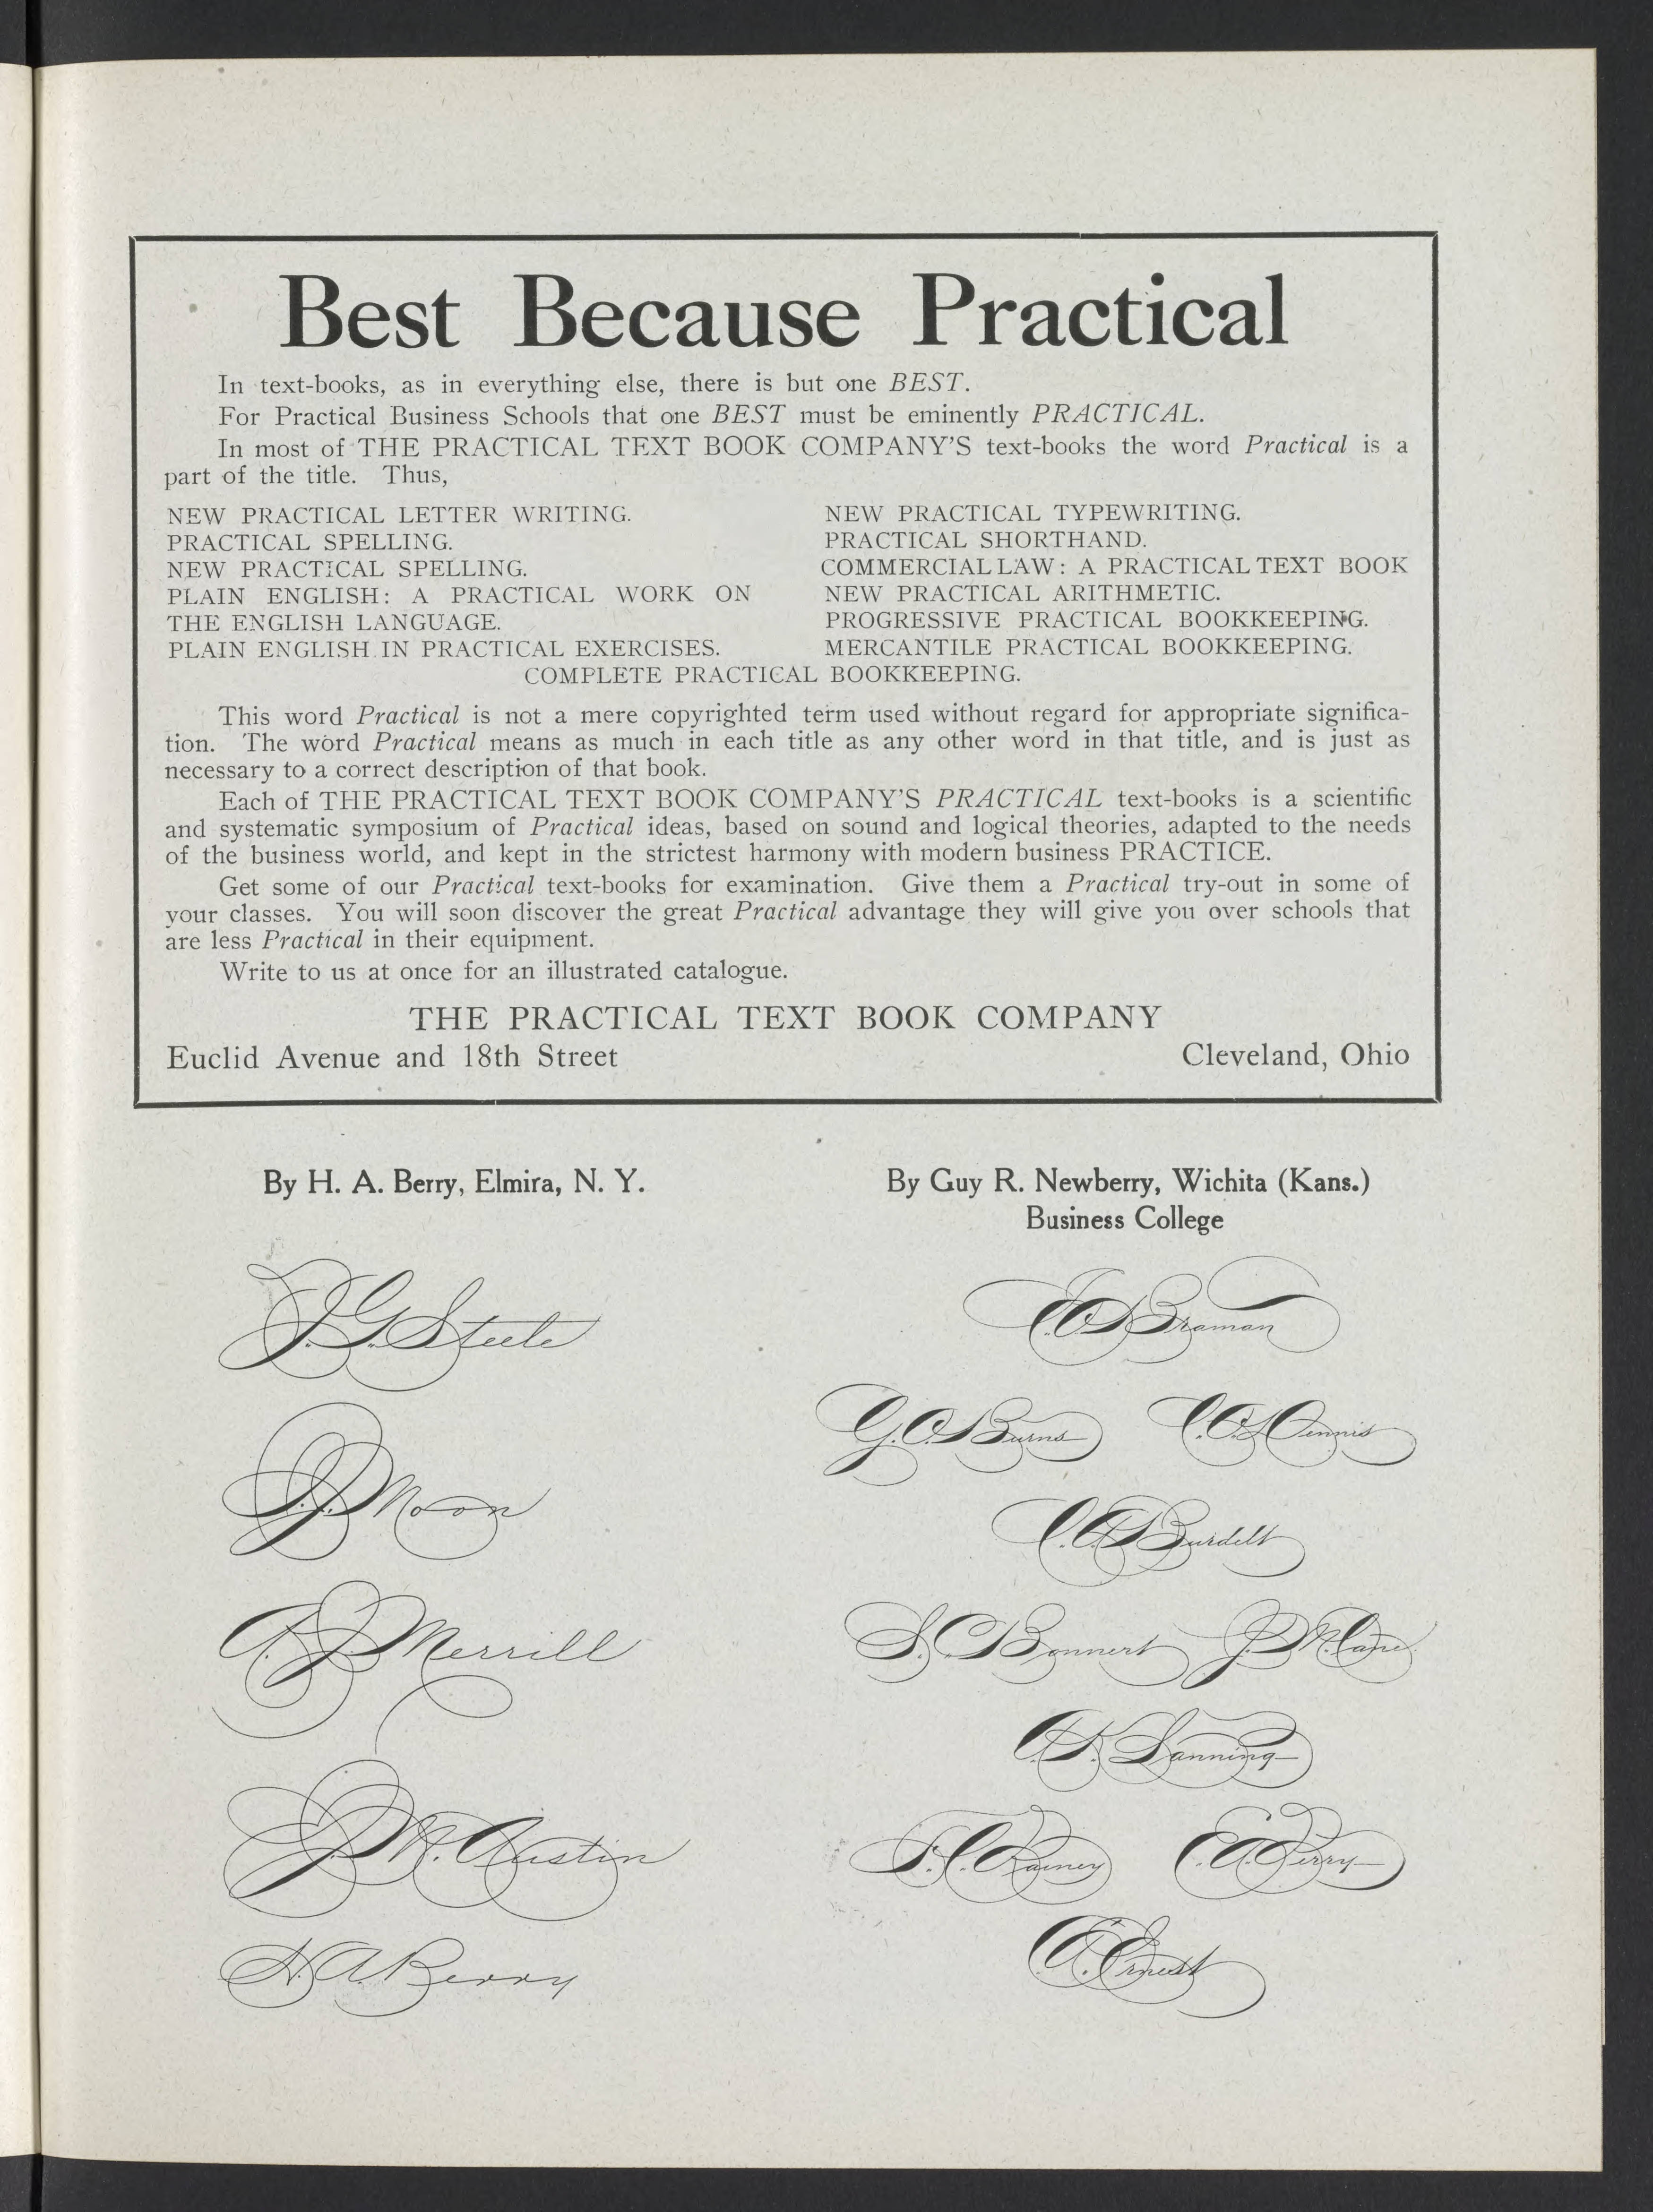 Best Because Practical
In text-books, as in everything else, there is but one BEST.
For Practical Business Schools that one BEST must be eminently PRACTICAL.
In most of THE PRACTICAL TEXT BOOK COMPANY'S text-books the word Practical is a
part of the title. Thus,
NEW PRACTICAL LETTER WRITING.
PRACTICAL SPELLING.
NEW PRACTICAL SPELLING.
PLAIN ENGLISH: A PRACTICAL WORK ON
THE ENGLISH LANGUAGE.
PLAIN ENGLISH IN PRACTICAL EXERCISES.
NEW PRACTICAL TYPEWRITING.
PRACTICAL SHORTHAND.
COMMERCIAL LAW: A PRACTICAL TEXT BOOK
NEW PRACTICAL ARITHMETIC.
PROGRESSIVE PRACTICAL BOOKKEEPING.
MERCANTILE PRACTICAL BOOKKEEPING.
COMPLETE PRACTICAL BOOKKEEPING.
This word Practical is not a mere copyrighted term used without regard for appropriate significa-
tion. The word Practical means as much in each title as any other word in that title, and is just as
necessary to a correct description of that book.
Each of THE PRACTICAL TEXT BOOK COMPANY'S PRACTICAL text-books is a scientific
and systematic symposium of Practical ideas, based on sound and logical theories, adapted to the needs
of the business world, and kept in the strictest harmony with modern business PRACTICE.
Get some of our Practical text-books for examination. Give them a Practical try-out in some of
your classes. You will soon discover the great Practical advantage they will give you over schools that
are less Practical in their equipment.
Write to us at once for an illustrated catalogue.
THE PRACTICAL TEXT BOOK COMPANY
Euclid Avenue and 18th Street Cleveland, Ohio
By H. A. Berry, Elmira, N. Y.
J. G. Steele
Moon
A. J. Merrill
J. M. Austin
H. A. Berry
By Guy R. Newberry, Wichita (Kans.)
Business College
Braman
G. C. Burns
Dennis
Burdett
S. C. Bonnert
Lanning
F. C. Rainey
E. A. Perry
Ernest